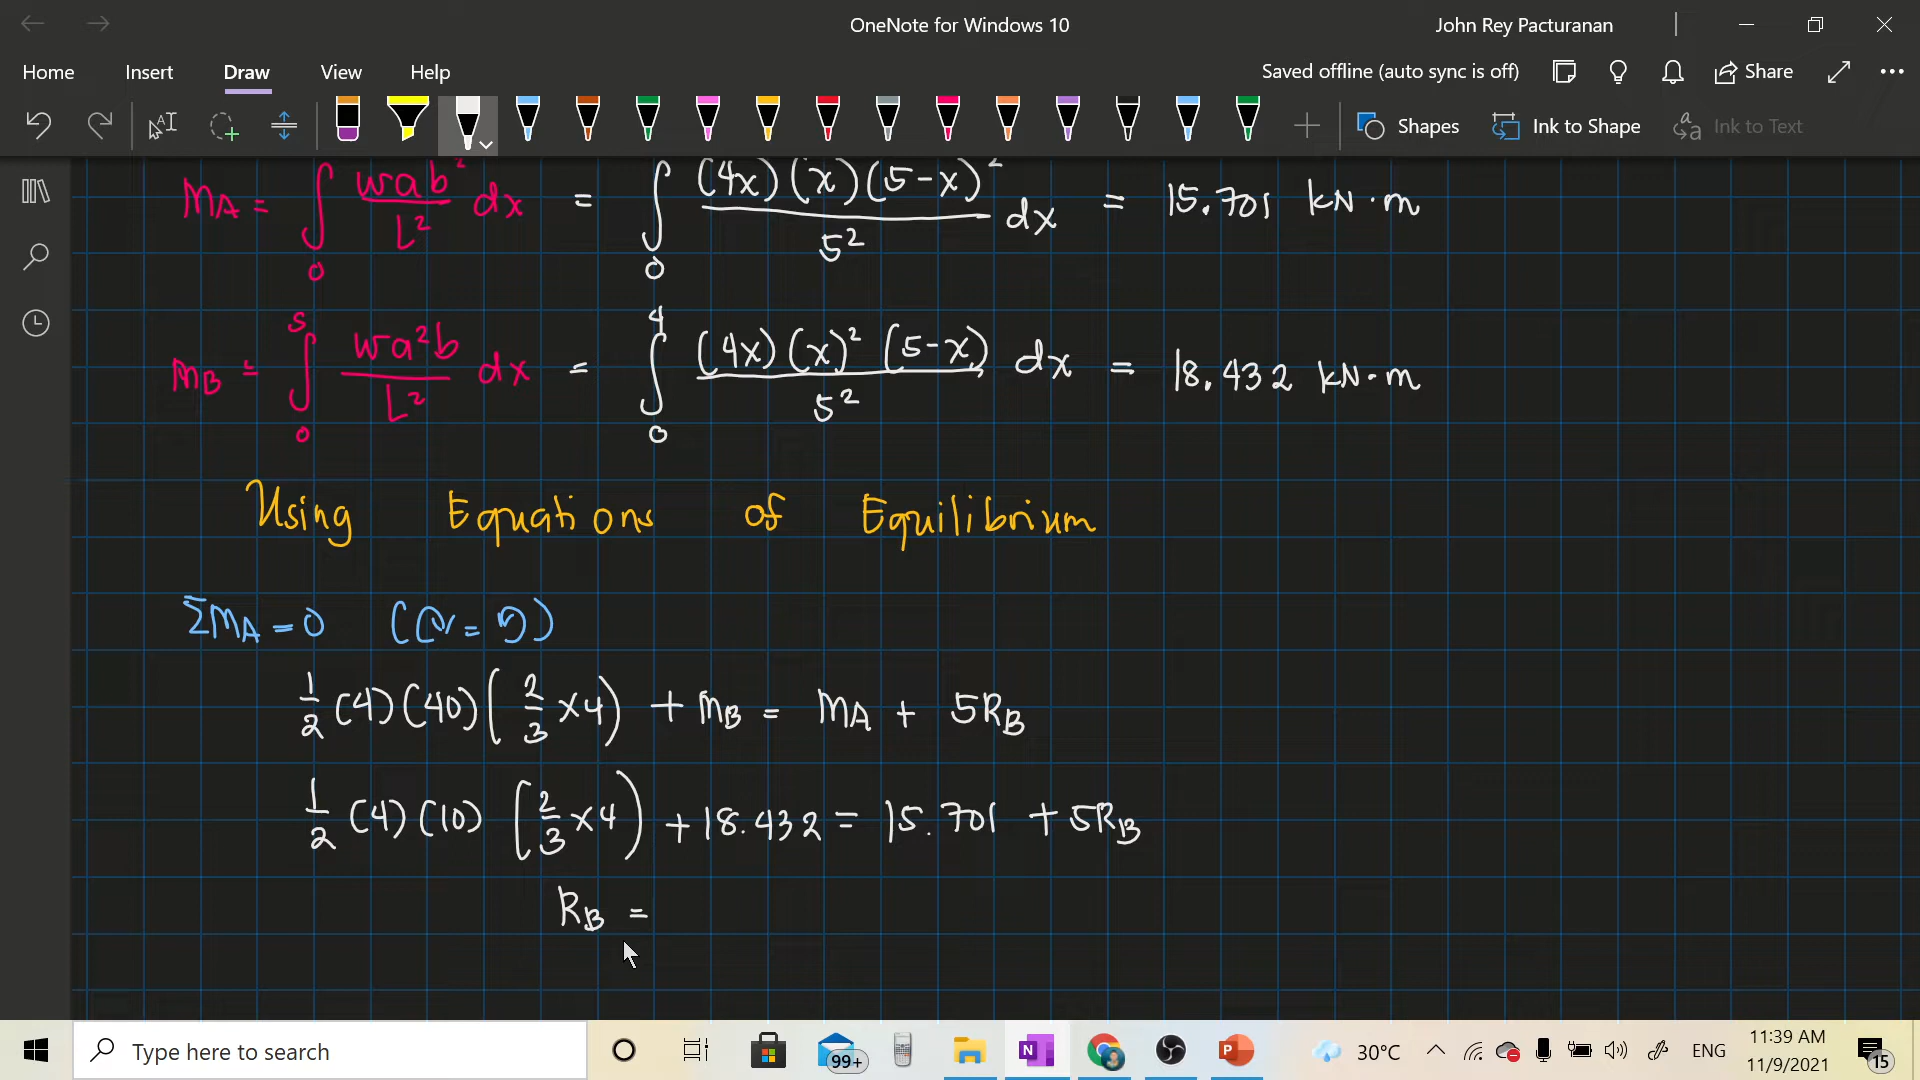 OneNote for Windows 10
John Rey Pacturanan
Home Insert Draw View Help
Saved offline (auto sync is off) Share
Shapes Ink to Shape Ink to Text
MA = ∫₀ wab²/L² dx = ∫₀ (4x)(x)(5-x)²/5² dx = 15.701 kN·m
MB = ∫₀⁵ wa²b/L² dx = ∫₀⁴ (4x)(x)²(5-x)/5² dx = 18.432 kN·m
Using Equations of Equilibrium
ΣMA = 0 (↻ = ↺)
1/2 (4)(40)(2/3 x4) + MB = MA + 5RB
1/2 (4)(10)(2/3 x4) + 18.432 = 15.701 + 5RB
RB =
Type here to search
99+
30°C
ENG
11:39 AM
11/9/2021
15